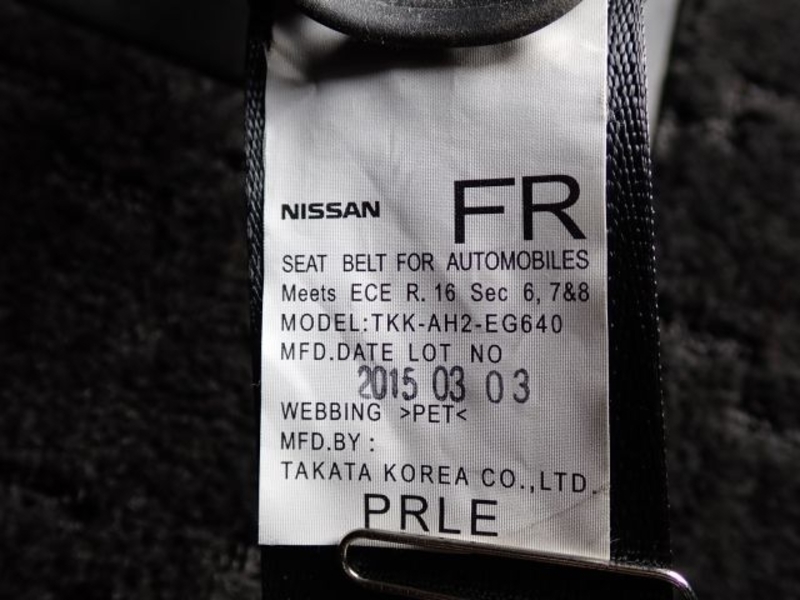 NISSAN FR
SEAT BELT FOR AUTOMOBILES
Meets ECE R. 16 Sec 6, 7&8
MODEL:TKK-AH2-EG640
MFD.DATE LOT NO
2015 03 03
WEBBING >PET<
MFD.BY :
TAKATA KOREA CO.,LTD.
PRLE